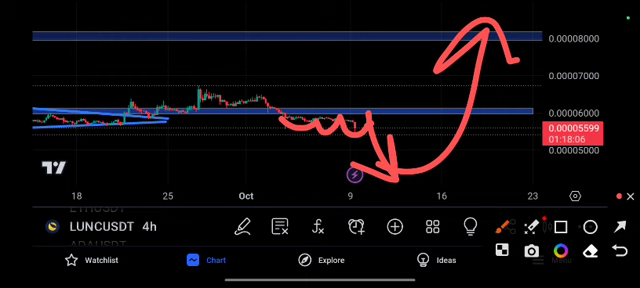 0.00008000
0.00007000
0.00006000
0.00005599
01:18:06
0.00005000
18 25 Oct 9 16 23
LUNCUSDT 4h
Watchlist Chart Explore Ideas Menu